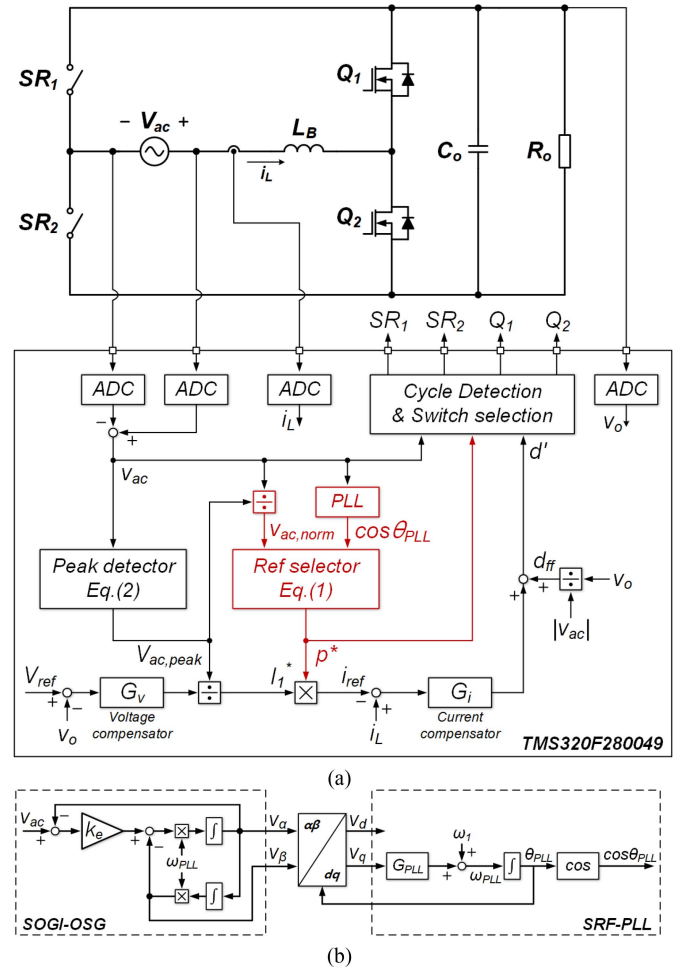 SR1
Q1
− Vac +
LB
iL
Co
Ro
SR2
Q2
SR1 SR2 Q1 Q2
ADC
ADC
ADC
iL
Cycle Detection
& Switch selection
ADC
vo
−
+
vac
d'
÷
PLL
vac,norm
cosθPLL
Peak detector
Eq.(2)
Ref selector
Eq.(1)
dff
+
÷
vo
+
|vac|
Vac,peak
p*
Vref
+
−
vo
Gv
Voltage
compensator
÷
I1*
×
iref
−
+
iL
Gi
Current
compensator
TMS320F280049
(a)
vac
+
−
ke
+
−
×
∫
ωPLL
×
∫
vα
vβ
SOGI-OSG
αβ
dq
vd
vq
GPLL
+
ω1
+
ωPLL
∫
θPLL
cos
cosθPLL
SRF-PLL
(b)